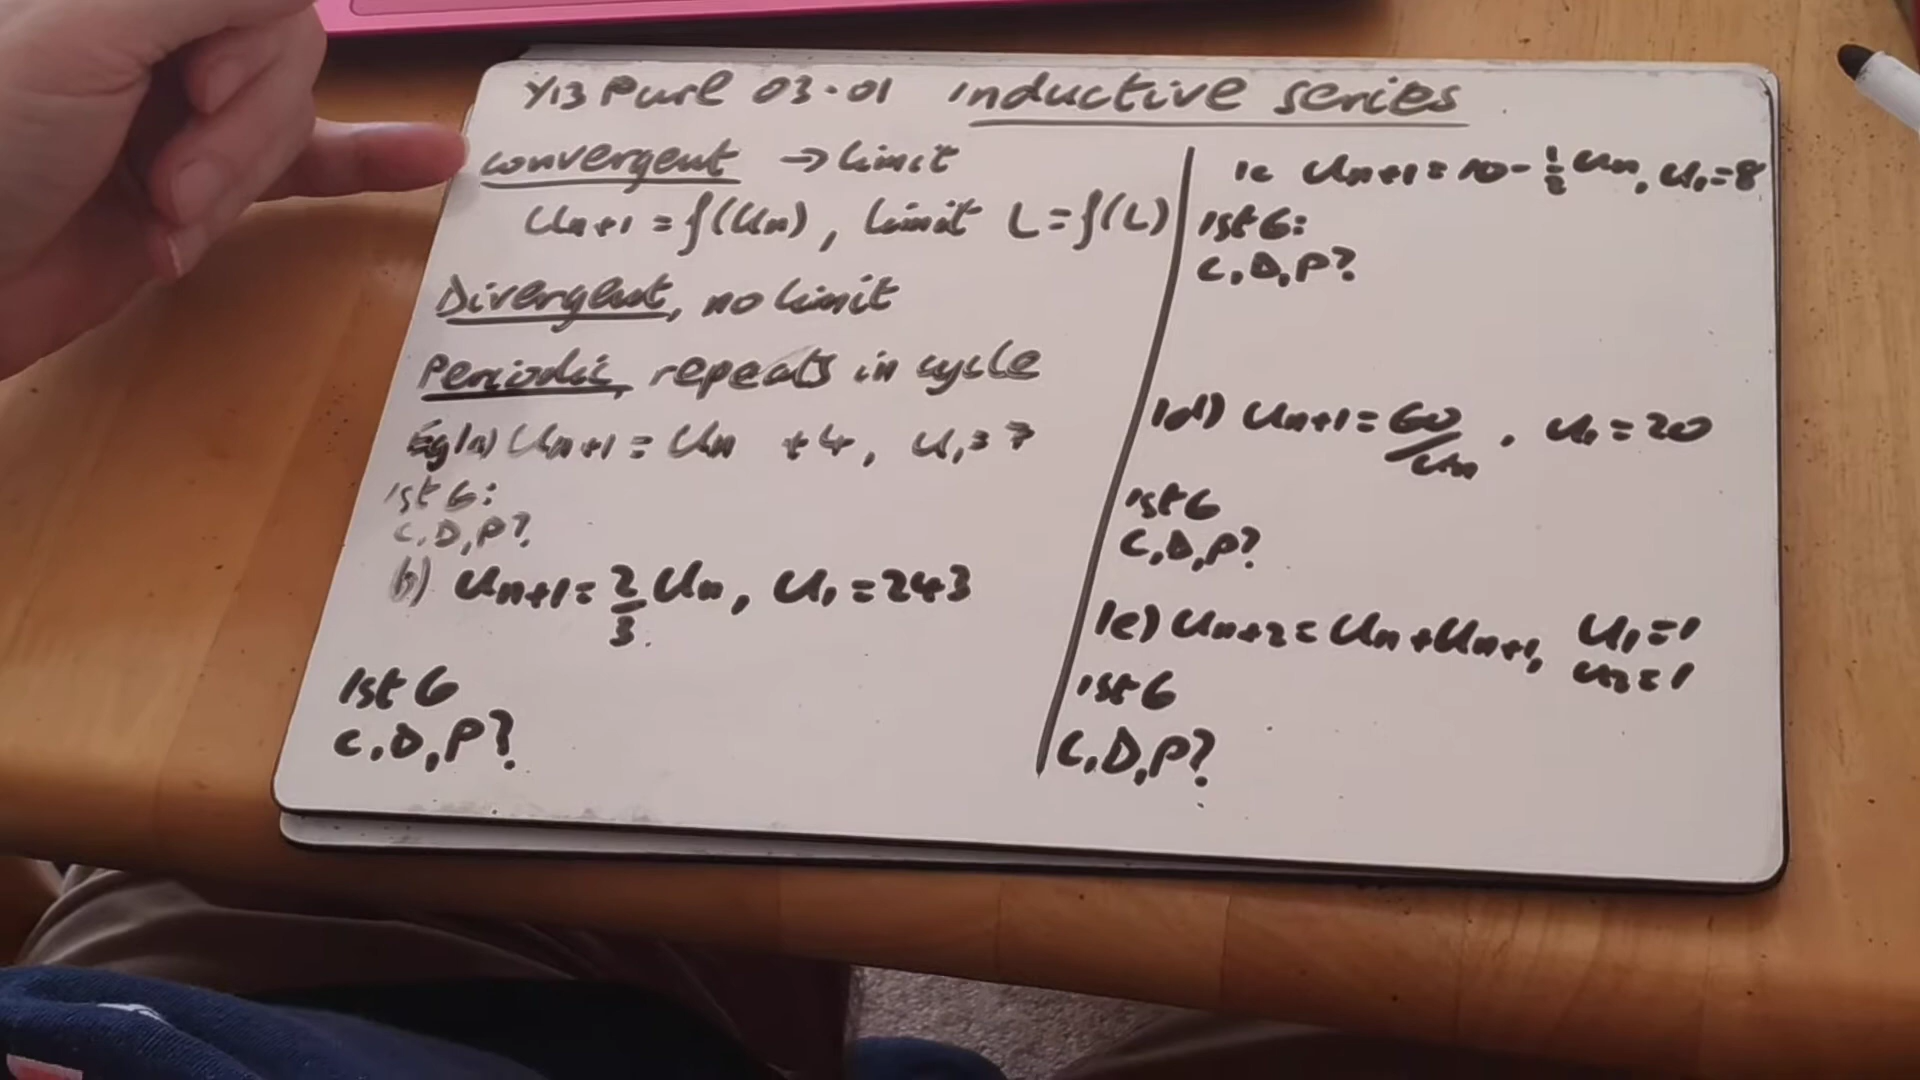 Y13 Pure 03.01 Inductive series
Convergent → limit
Uₙ₊₁ = f(Uₙ), limit L = f(L)
Divergent, no limit
Periodic, repeats in cycle
Eg1a) Uₙ₊₁ = Uₙ + 4, U₁ = 7
1st 6:
C, D, P?
b) Uₙ₊₁ = 2/3 Uₙ, U₁ = 243
1st 6
C, D, P?
1c Uₙ₊₁ = 10 - 1/2 Uₙ, U₁ = 8
1st 6:
C, D, P?
1d) Uₙ₊₁ = 60/Uₙ, U₁ = 20
1st 6
C, D, P?
1e) Uₙ₊₂ = Uₙ + Uₙ₊₁, U₁ = 1
U₂ = 1
1st 6
C, D, P?